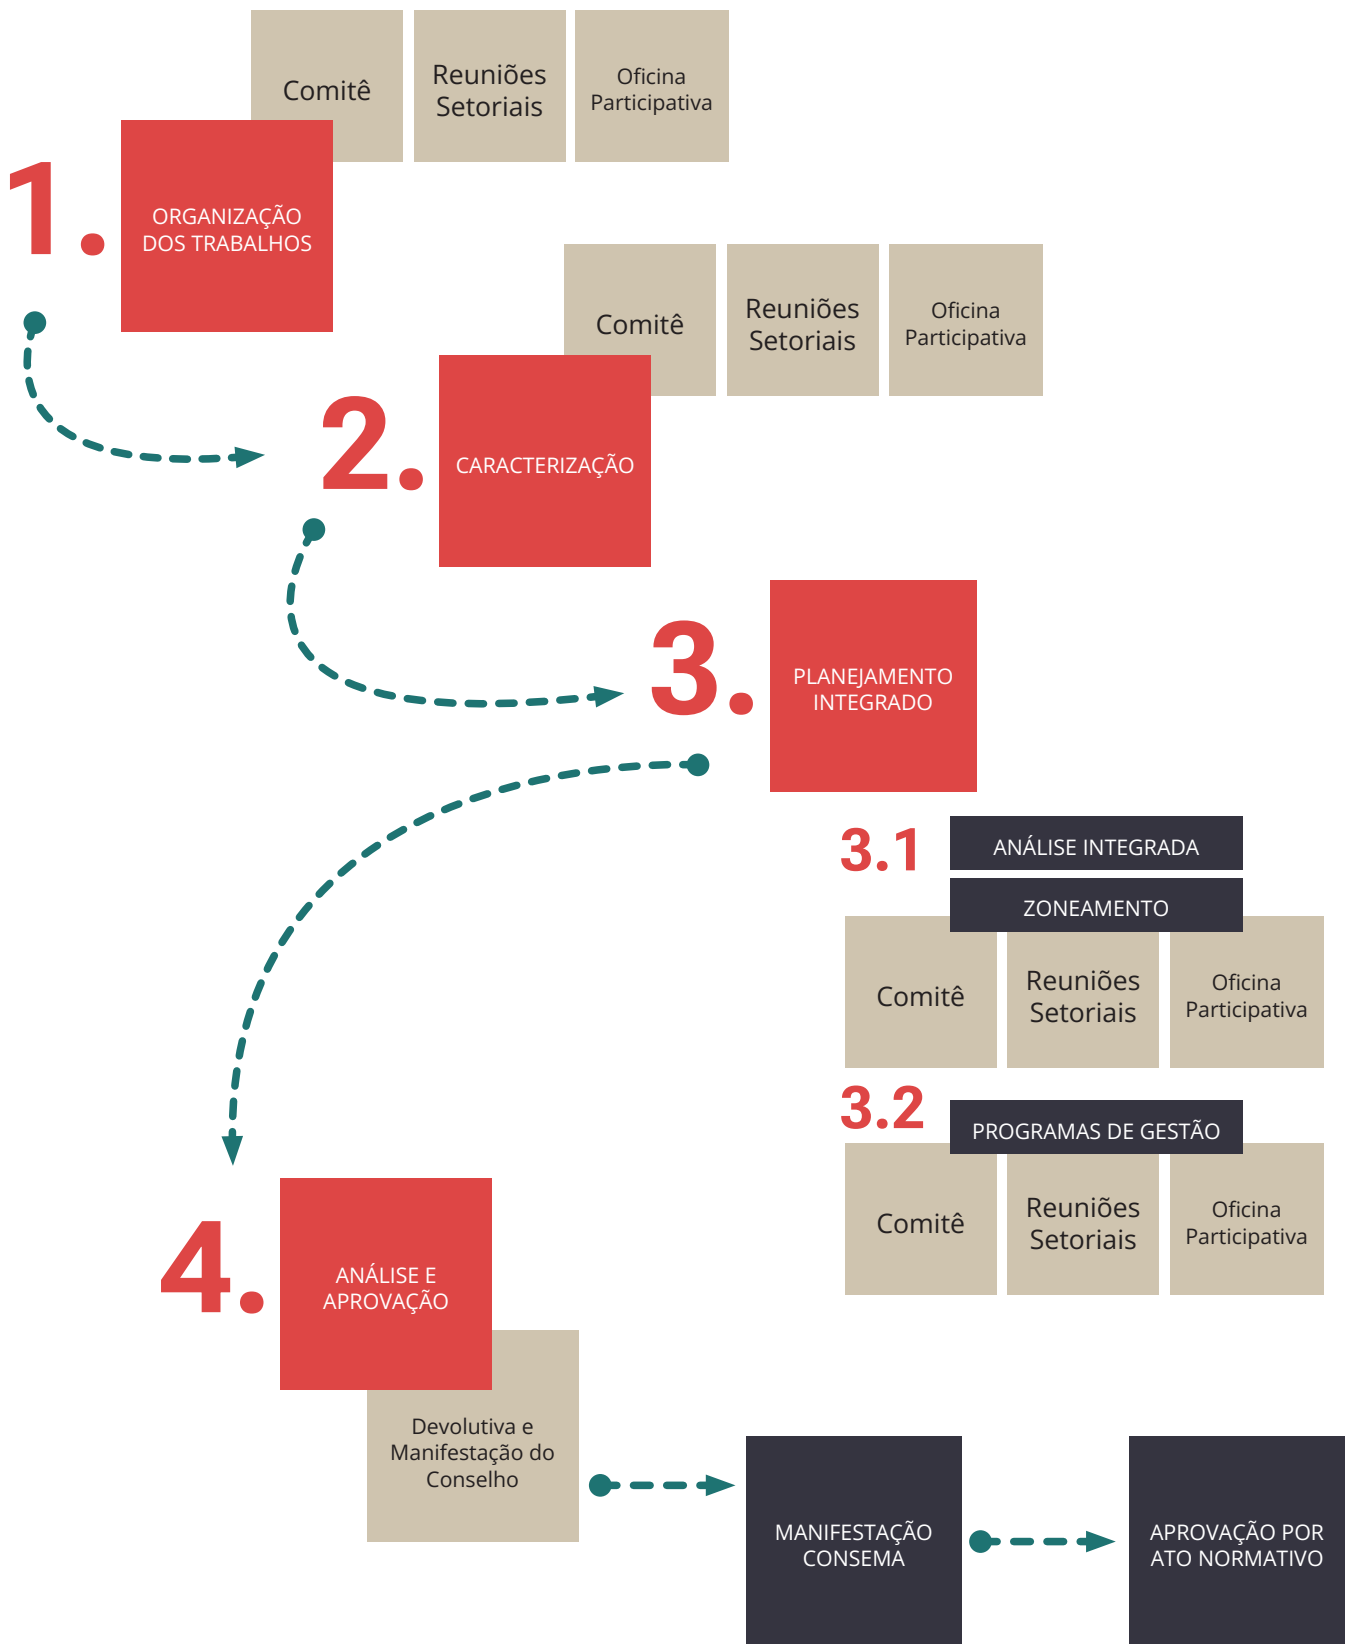 Comitê
Reuniões
Setoriais
Oficina
Participativa
1.
ORGANIZAÇÃO
DOS TRABALHOS
Comitê
Reuniões
Setoriais
Oficina
Participativa
2.
CARACTERIZAÇÃO
3.
PLANEJAMENTO
INTEGRADO
3.1
ANÁLISE INTEGRADA
ZONEAMENTO
Comitê
Reuniões
Setoriais
Oficina
Participativa
3.2
PROGRAMAS DE GESTÃO
Comitê
Reuniões
Setoriais
Oficina
Participativa
4.
ANÁLISE E
APROVAÇÃO
Devolutiva e
Manifestação do
Conselho
MANIFESTAÇÃO
CONSEMA
APROVAÇÃO POR
ATO NORMATIVO